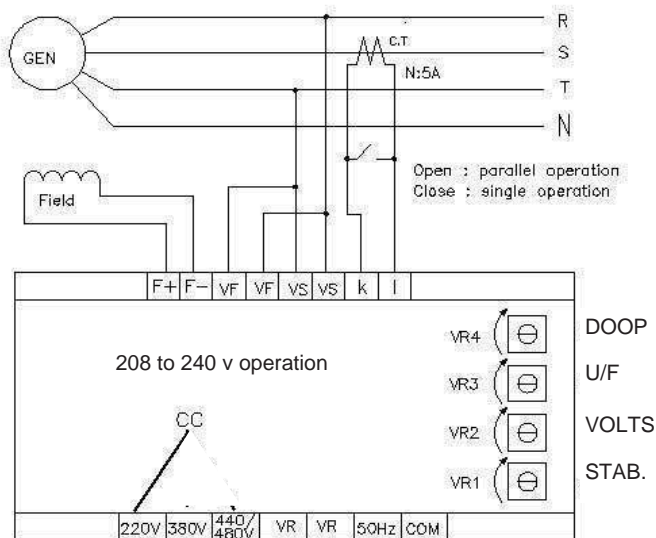 R
C.T.
S
GEN
N:5A
T
N
Open : parallel operation
Close : single operation
Field
F+ F- VF VF VS VS k l
VR4 DOOP
208 to 240 v operation
VR3 U/F
CC
VR2 VOLTS
VR1 STAB.
220V 380V 440/480V VR VR 50Hz COM